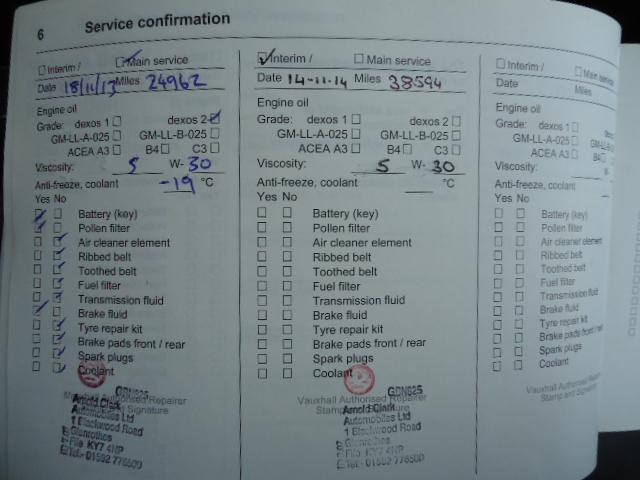 6 Service confirmation
Interim / Main service
Date 18/11/13 Miles 24962
Engine oil
dexos 2
Grade: dexos 1
GM-LL-A-025 GM-LL-B-025
ACEA A3 B4 C3
Viscosity: 5 W- 30
Anti-freeze, coolant -19 °C
Yes No
Battery (key)
Pollen filter
Air cleaner element
Ribbed belt
Toothed belt
Fuel filter
Transmission fluid
Brake fluid
Tyre repair kit
Brake pads front / rear
Spark plugs
Coolant
Authorised Repairer
Signature
Arnold Clark
Automobiles Ltd
1 Blackwood Road
Glenrothes
Fife KY7 4NP
Interim / Main service
Date 14-11-14 Miles 38594
Engine oil
Grade: dexos 1 dexos 2
GM-LL-A-025 GM-LL-B-025
ACEA A3 B4 C3
Viscosity: 5 W- 30
Anti-freeze, coolant °C
Yes No
Battery (key)
Pollen filter
Air cleaner element
Ribbed belt
Toothed belt
Fuel filter
Transmission fluid
Brake fluid
Tyre repair kit
Brake pads front / rear
Spark plugs
Coolant
GDN625
Vauxhall Authorised Repairer
Arnold Clark
Automobiles Ltd
1 Blackwood Road
Glenrothes
Fife KY7 4NP
Interim / Main service
Date Miles
Engine oil
Grade: dexos 1
GM-LL-A-025
ACEA A3 B4
Viscosity:
Anti-freeze, coolant
Yes No
Battery (key)
Pollen filter
Air cleaner element
Ribbed belt
Toothed belt
Fuel filter
Transmission fluid
Brake fluid
Tyre repair kit
Brake pads front /
Spark plugs
Coolant
Vauxhall Authorised
Stamp and Signature